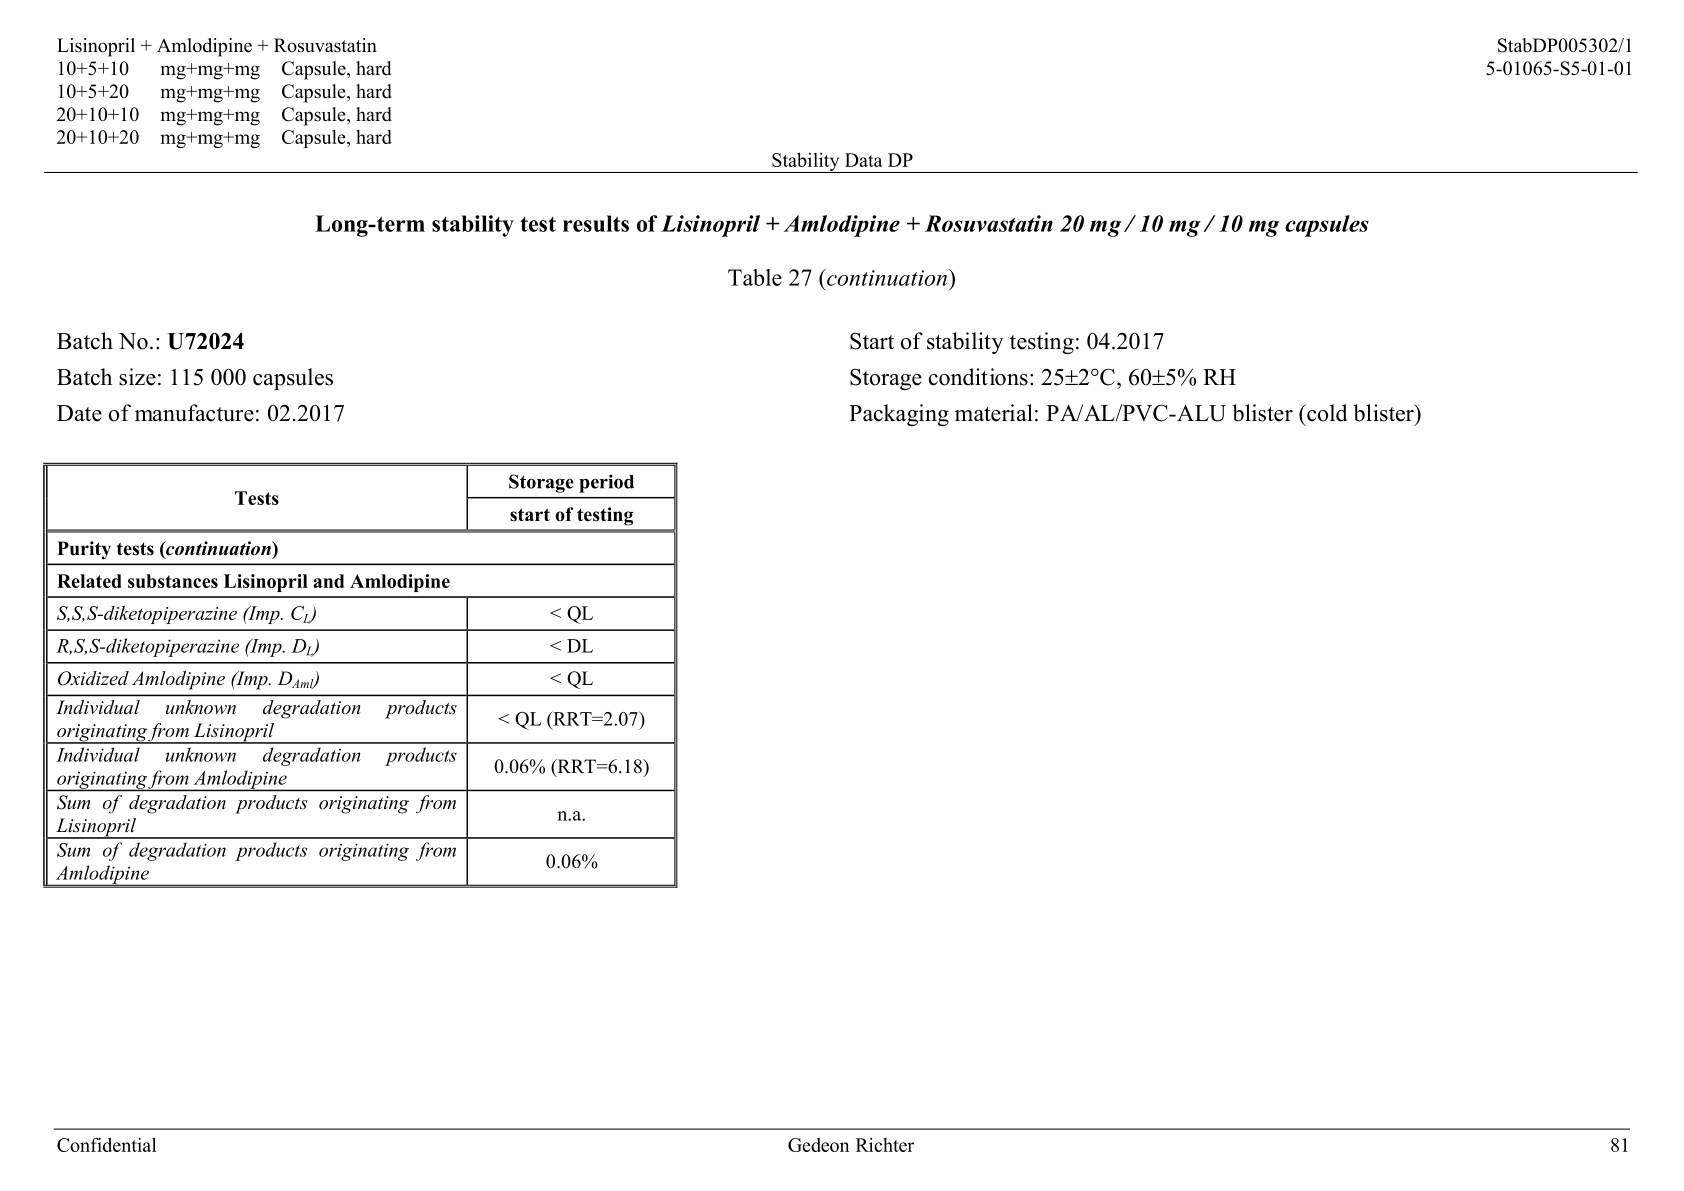 Lisinopril + Amlodipine + Rosuvastatin
StabDP005302/1
10+5+10 mg+mg+mg Capsule, hard
5-01065-S5-01-01
10+5+20 mg+mg+mg Capsule, hard
20+10+10 mg+mg+mg Capsule, hard
20+10+20 mg+mg+mg Capsule, hard
Stability Data DP
Long-term stability test results of Lisinopril + Amlodipine + Rosuvastatin 20 mg / 10 mg / 10 mg capsules
Table 27 (continuation)
Batch No.: U72024
Batch size: 115 000 capsules
Date of manufacture: 02.2017
Start of stability testing: 04.2017
Storage conditions: 25±2°C, 60±5% RH
Packaging material: PA/AL/PVC-ALU blister (cold blister)
Tests
Storage period
start of testing
Purity tests (continuation)
Related substances Lisinopril and Amlodipine
S,S,S-diketopiperazine (Imp. CL) < QL
R,S,S-diketopiperazine (Imp. DL) < DL
Oxidized Amlodipine (Imp. DAml) < QL
Individual unknown degradation products
originating from Lisinopril
< QL (RRT=2.07)
Individual unknown degradation products
originating from Amlodipine
0.06% (RRT=6.18)
Sum of degradation products originating from
Lisinopril
n.a.
Sum of degradation products originating from
Amlodipine
0.06%
Confidential Gedeon Richter 81